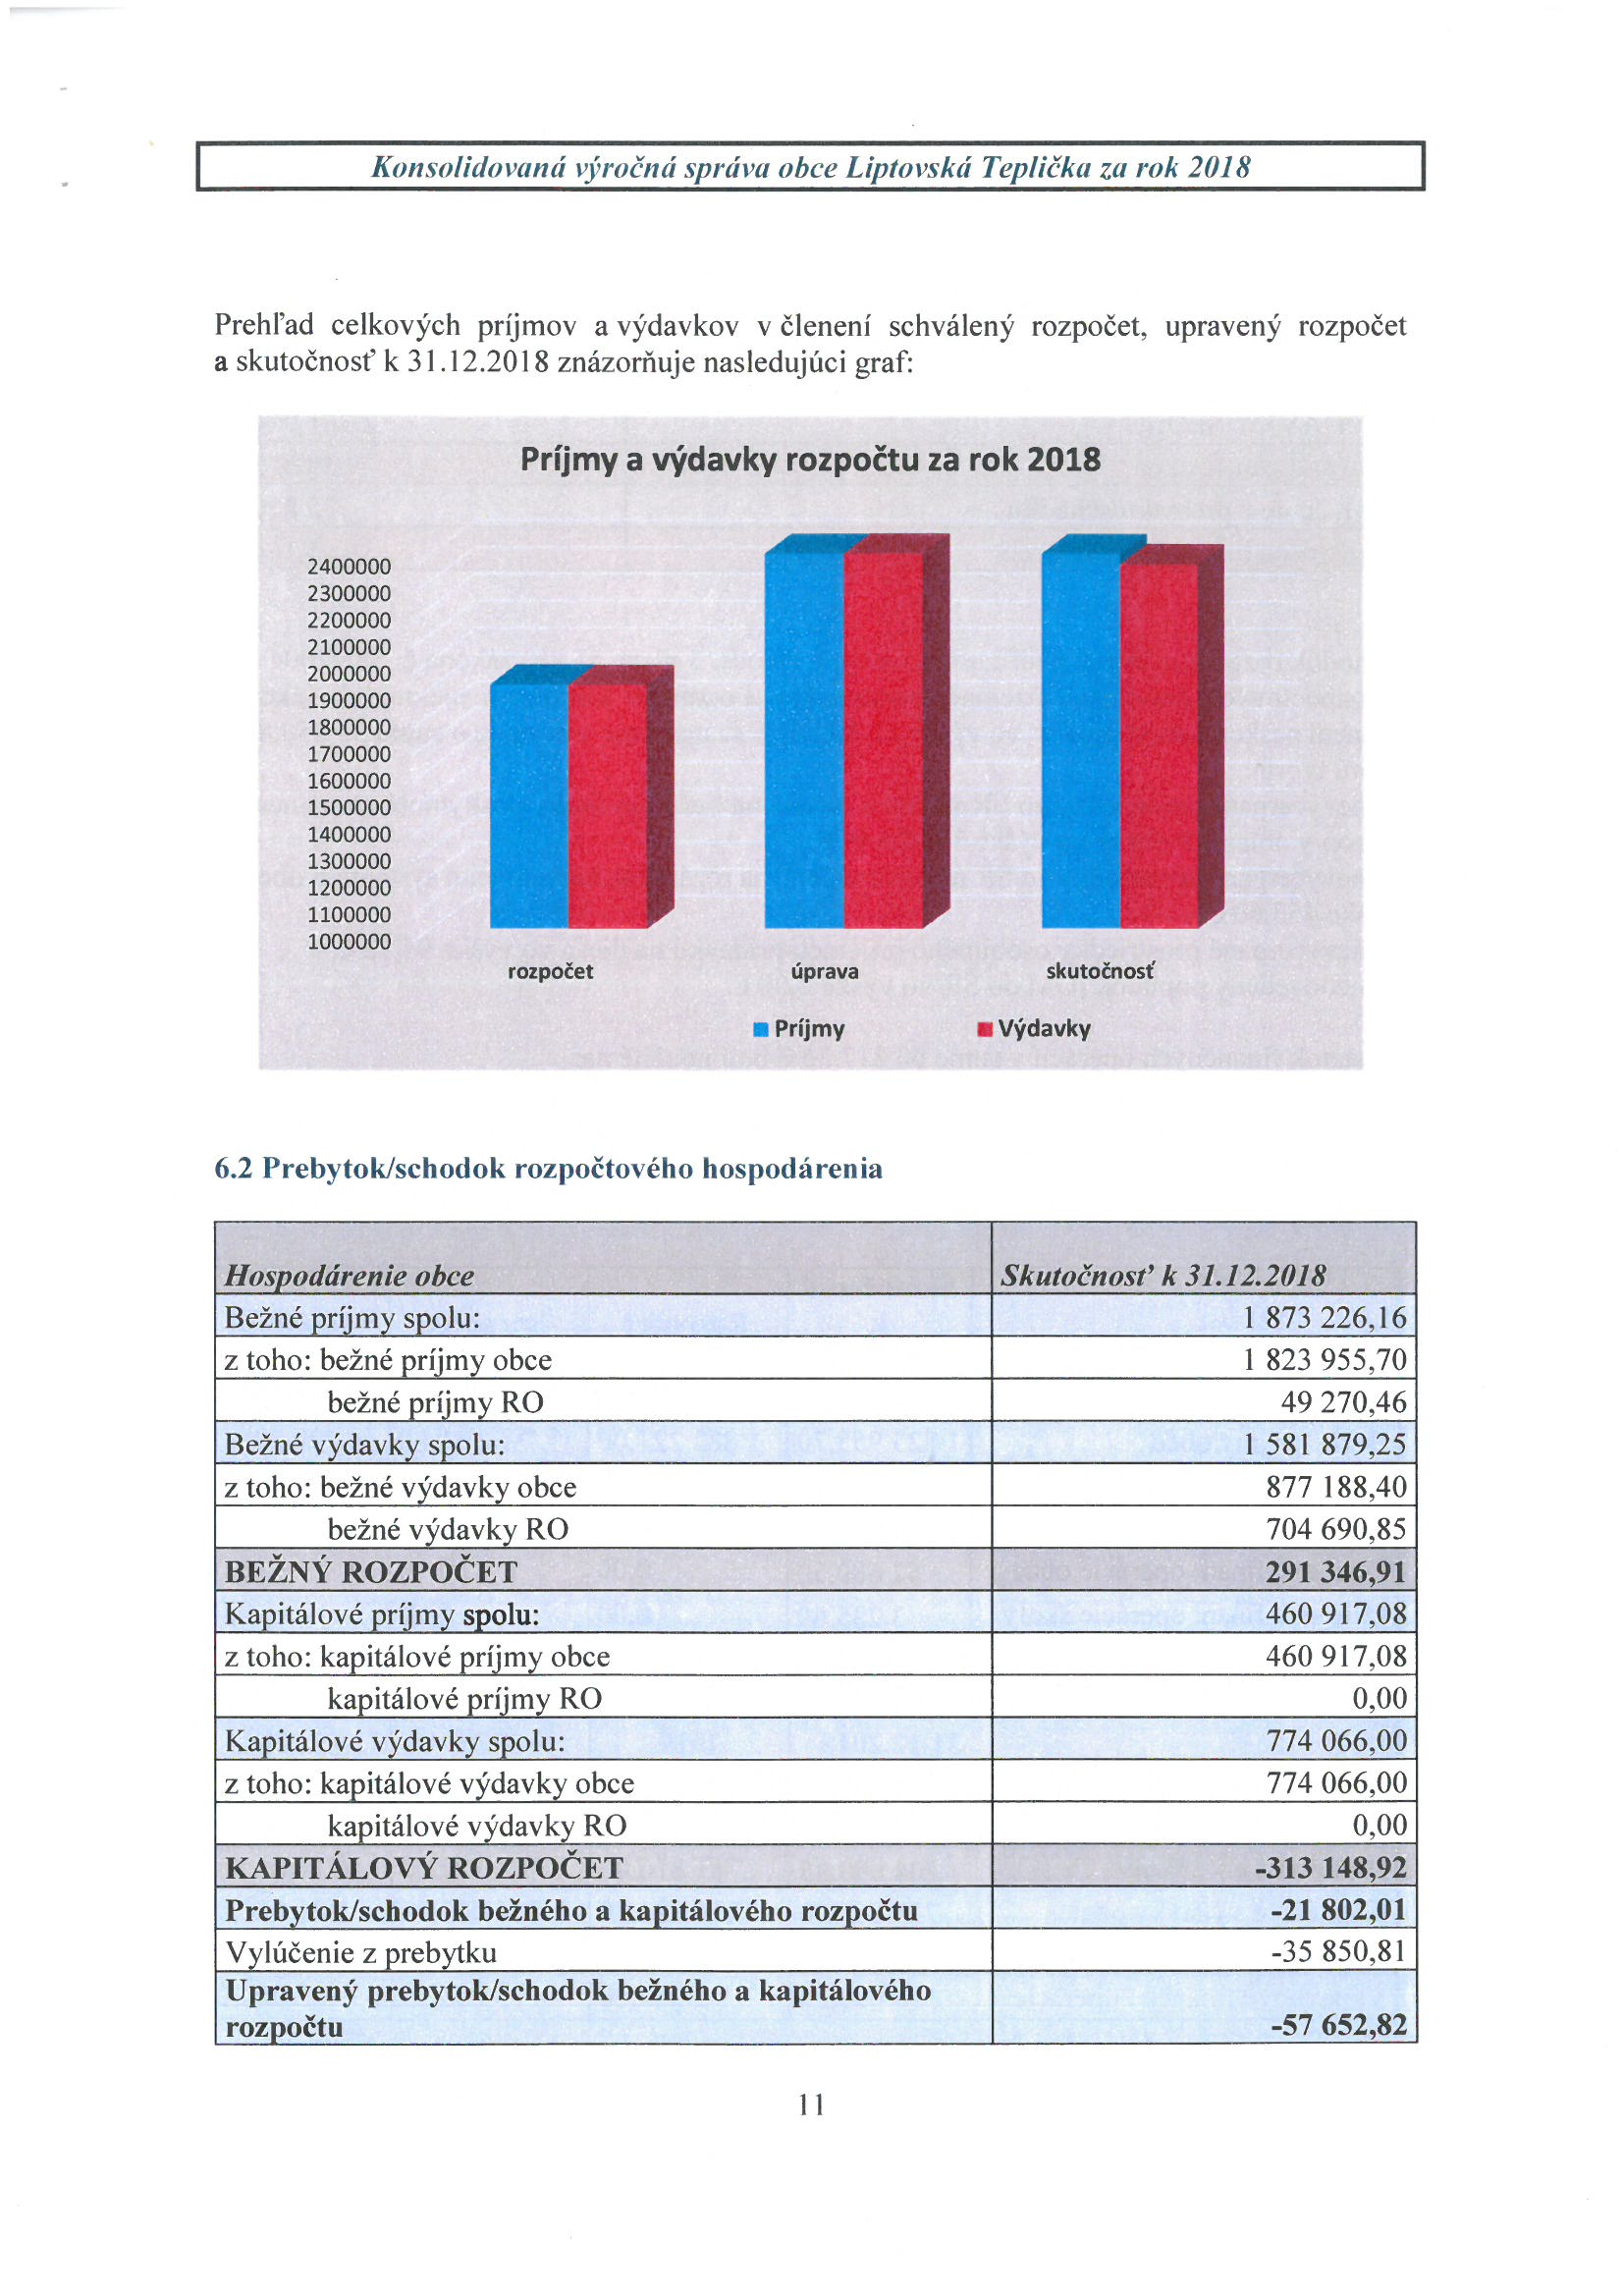 Konsolidovaná výročná správa obce Liptovská Teplička za rok 2018
Prehľad celkových príjmov a výdavkov v členení schválený rozpočet, upravený rozpočet
a skutočnosť k 31.12.2018 znázorňuje nasledujúci graf:
Príjmy a výdavky rozpočtu za rok 2018
2400000
2300000
2200000
2100000
2000000
1900000
1800000
1700000
1600000
1500000
1400000
1300000
1200000
1100000
1000000
rozpočet úprava skutočnosť
Príjmy Výdavky
6.2 Prebytok/schodok rozpočtového hospodárenia
Hospodárenie obce Skutočnosť k 31.12.2018
Bežné príjmy spolu: 1 873 226,16
z toho: bežné príjmy obce 1 823 955,70
bežné príjmy RO 49 270,46
Bežné výdavky spolu: 1 581 879,25
z toho: bežné výdavky obce 877 188,40
bežné výdavky RO 704 690,85
BEŽNÝ ROZPOČET 291 346,91
Kapitálové príjmy spolu: 460 917,08
z toho: kapitálové príjmy obce 460 917,08
kapitálové príjmy RO 0,00
Kapitálové výdavky spolu: 774 066,00
z toho: kapitálové výdavky obce 774 066,00
kapitálové výdavky RO 0,00
KAPITÁLOVÝ ROZPOČET -313 148,92
Prebytok/schodok bežného a kapitálového rozpočtu -21 802,01
Vylúčenie z prebytku -35 850,81
Upravený prebytok/schodok bežného a kapitálového
rozpočtu -57 652,82
11